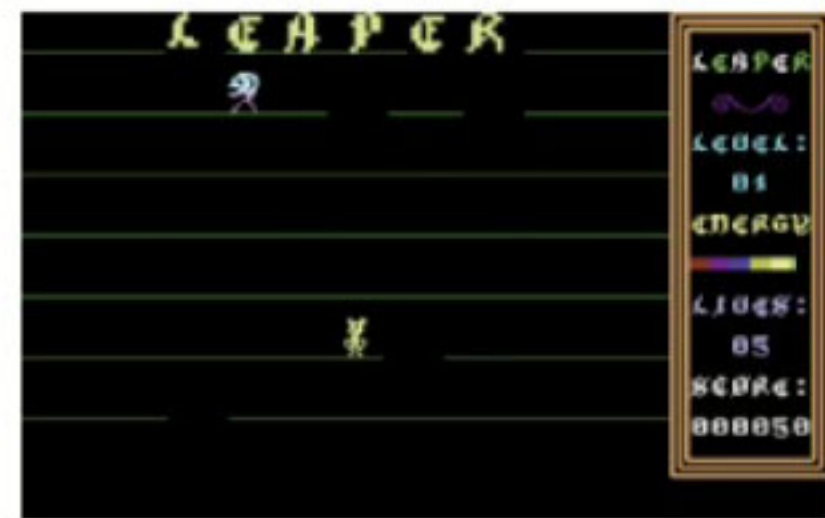 LEAPER
LEAPER
LEVEL:
01
ENERGY
LIVES:
05
SCORE:
000050